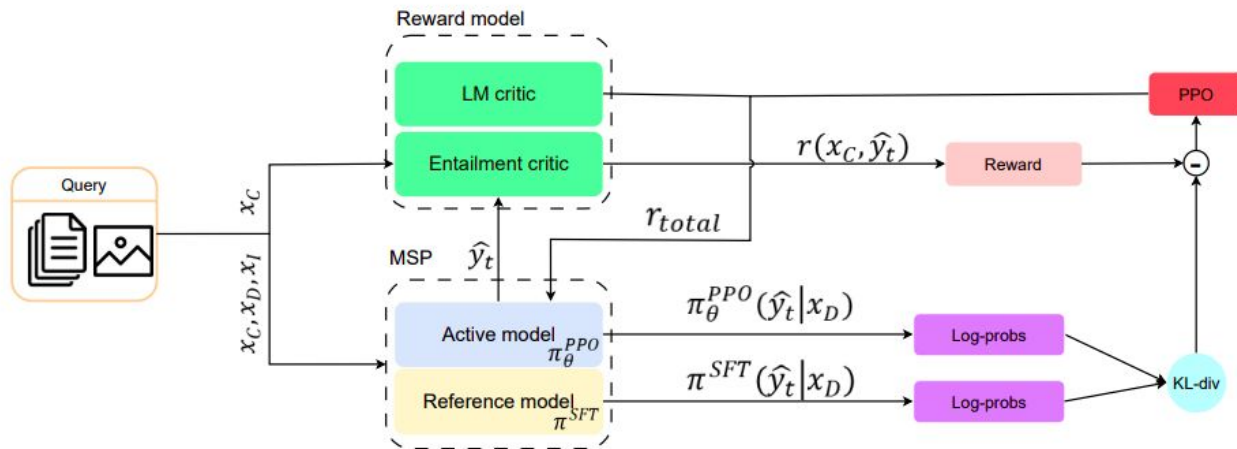 Reward model
LM critic
PPO
Entailment critic
r(x_C, ŷ_t)
Reward
-
Query
x_C
x_C, x_D, x_I
r_total
MSP
ŷ_t
Active model
π_θ^PPO
π_θ^PPO(ŷ_t|x_D)
Log-probs
Reference model
π^SFT
π^SFT(ŷ_t|x_D)
Log-probs
KL-div